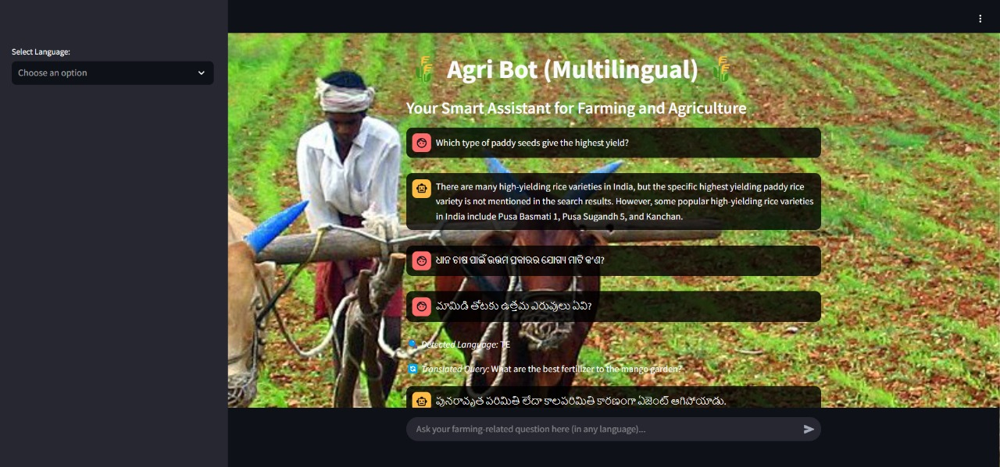 Select Language:
Choose an option
Agri Bot (Multilingual)
Your Smart Assistant for Farming and Agriculture
Which type of paddy seeds give the highest yield?
There are many high-yielding rice varieties in India, but the specific highest yielding paddy rice
variety is not mentioned in the search results. However, some popular high-yielding rice varieties
in India include Pusa Basmati 1, Pusa Sugandh 5, and Kanchan.
ଧାନ ଚାଷ ପାଇଁ ଉତ୍ତମ ପ୍ରକାରର ଯୋଗ୍ୟ ମାଟି କ'ଣ?
మామిడి తోటకు ఉత్తమ ఎరువులు ఏవి?
Detected Language: TE
Translated Query: What are the best fertilizer to the mango garden?
పునరావృత పరిమితి లేదా కాలపరిమితి కారణంగా ఏజెంట్ ఆగిపోయాడు.
Ask your farming-related question here (in any language)...